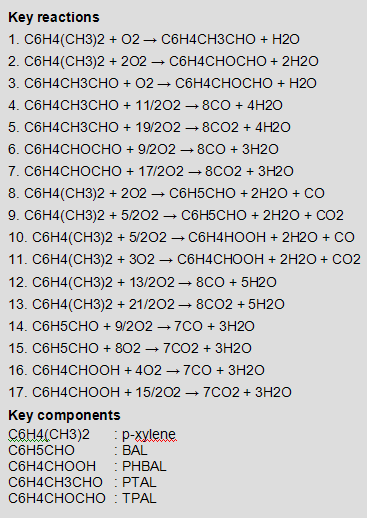 Key reactions
1. C6H4(CH3)2 + O2 → C6H4CH3CHO + H2O
2. C6H4(CH3)2 + 2O2 → C6H4CHOCHO + 2H2O
3. C6H4CH3CHO + O2 → C6H4CHOCHO + H2O
4. C6H4CH3CHO + 11/2O2 → 8CO + 4H2O
5. C6H4CH3CHO + 19/2O2 → 8CO2 + 4H2O
6. C6H4CHOCHO + 9/2O2 → 8CO + 3H2O
7. C6H4CHOCHO + 17/2O2 → 8CO2 + 3H2O
8. C6H4(CH3)2 + 2O2 → C6H5CHO + 2H2O + CO
9. C6H4(CH3)2 + 5/2O2 → C6H5CHO + 2H2O + CO2
10. C6H4(CH3)2 + 5/2O2 → C6H4HOOH + 2H2O + CO
11. C6H4(CH3)2 + 3O2 → C6H4CHOOH + 2H2O + CO2
12. C6H4(CH3)2 + 13/2O2 → 8CO + 5H2O
13. C6H4(CH3)2 + 21/2O2 → 8CO2 + 5H2O
14. C6H5CHO + 9/2O2 → 7CO + 3H2O
15. C6H5CHO + 8O2 → 7CO2 + 3H2O
16. C6H4CHOOH + 4O2 → 7CO + 3H2O
17. C6H4CHOOH + 15/2O2 → 7CO2 + 3H2O
Key components
C6H4(CH3)2 : p-xylene
C6H5CHO : BAL
C6H4CHOOH : PHBAL
C6H4CH3CHO : PTAL
C6H4CHOCHO : TPAL